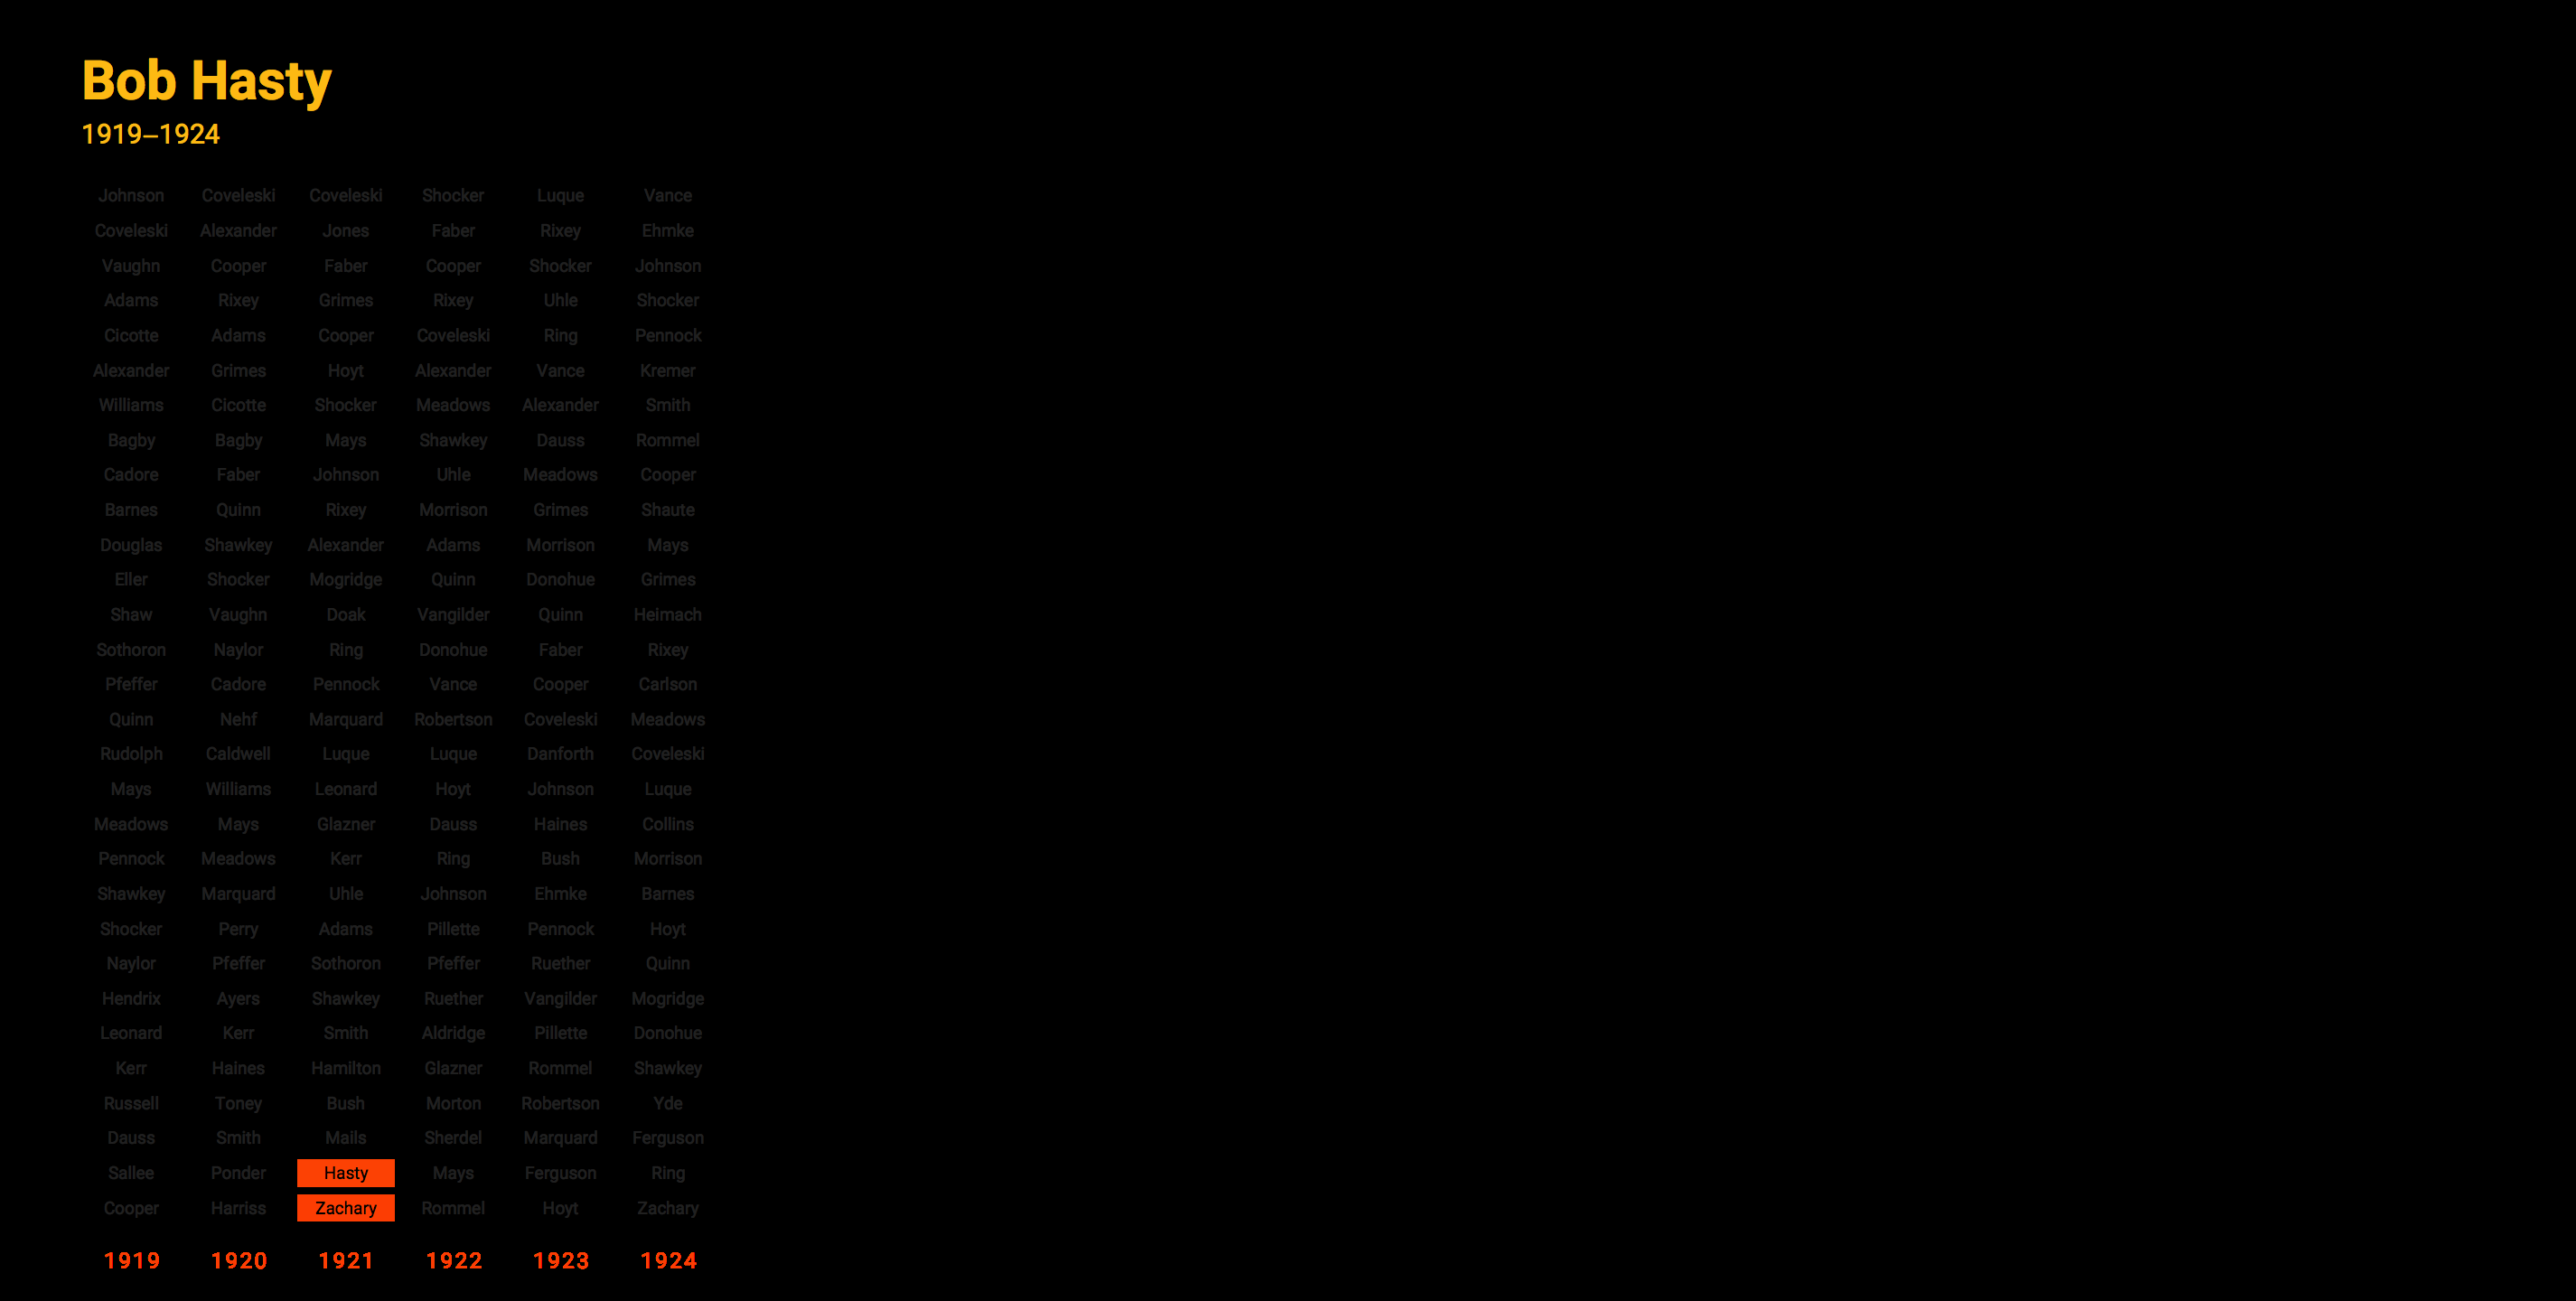 Bob Hasty
1919–1924
Johnson Coveleski Coveleski Shocker Luque Vance
Coveleski Alexander Jones Faber Rixey Ehmke
Vaughn Cooper Faber Cooper Shocker Johnson
Adams Rixey Grimes Rixey Uhle Shocker
Cicotte Adams Cooper Coveleski Ring Pennock
Alexander Grimes Hoyt Alexander Vance Kremer
Williams Cicotte Shocker Meadows Alexander Smith
Bagby Bagby Mays Shawkey Dauss Rommel
Cadore Faber Johnson Uhle Meadows Cooper
Barnes Quinn Rixey Morrison Grimes Shaute
Douglas Shawkey Alexander Adams Morrison Mays
Eller Shocker Mogridge Quinn Donohue Grimes
Shaw Vaughn Doak Vangilder Quinn Heimach
Sothoron Naylor Ring Donohue Faber Rixey
Pfeffer Cadore Pennock Vance Cooper Carlson
Quinn Nehf Marquard Robertson Coveleski Meadows
Rudolph Caldwell Luque Luque Danforth Coveleski
Mays Williams Leonard Hoyt Johnson Luque
Meadows Mays Glazner Dauss Haines Collins
Pennock Meadows Kerr Ring Bush Morrison
Shawkey Marquard Uhle Johnson Ehmke Barnes
Shocker Perry Adams Pillette Pennock Hoyt
Naylor Pfeffer Sothoron Pfeffer Ruether Quinn
Hendrix Ayers Shawkey Ruether Vangilder Mogridge
Leonard Kerr Smith Aldridge Pillette Donohue
Kerr Haines Hamilton Glazner Rommel Shawkey
Russell Toney Bush Morton Robertson Yde
Dauss Smith Mails Sherdel Marquard Ferguson
Sallee Ponder Hasty Mays Ferguson Ring
Cooper Harriss Zachary Rommel Hoyt Zachary
1919 1920 1921 1922 1923 1924